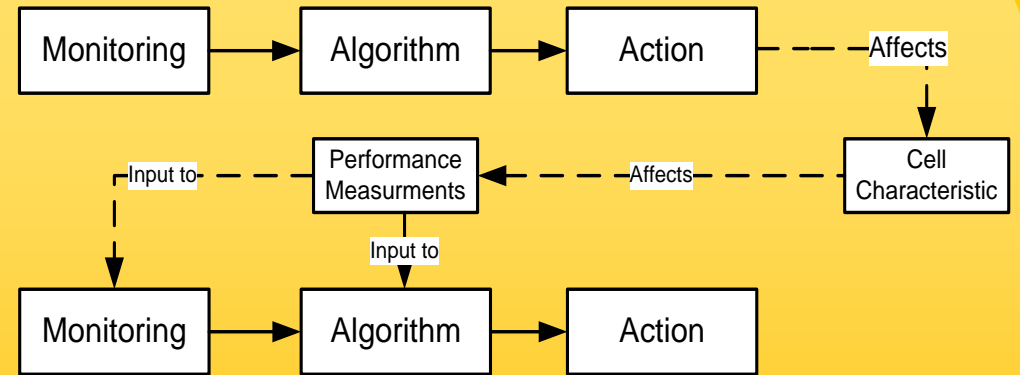 Monitoring
Algorithm
Action
Affects
Input to
Performance
Measurments
Affects
Cell
Characteristic
Input to
Monitoring
Algorithm
Action